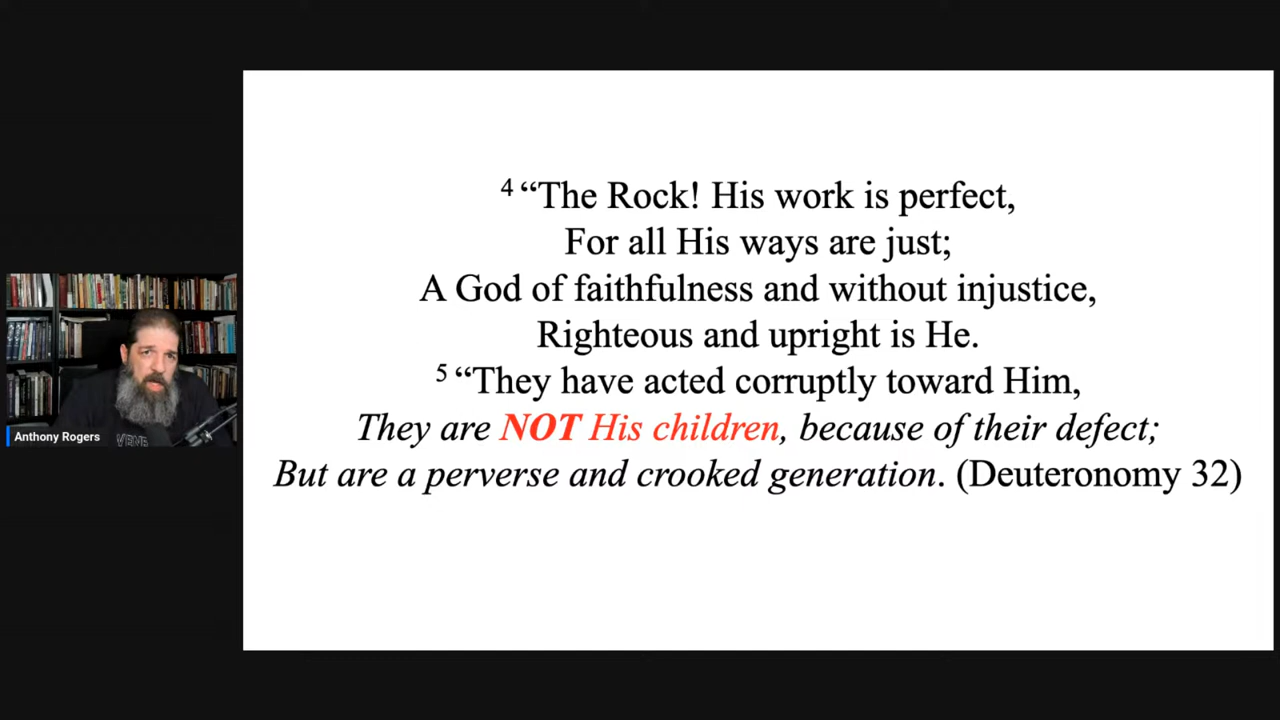 4 “The Rock! His work is perfect,
For all His ways are just;
A God of faithfulness and without injustice,
Righteous and upright is He.
5 “They have acted corruptly toward Him,
They are NOT His children, because of their defect;
But are a perverse and crooked generation. (Deuteronomy 32)
Anthony Rogers